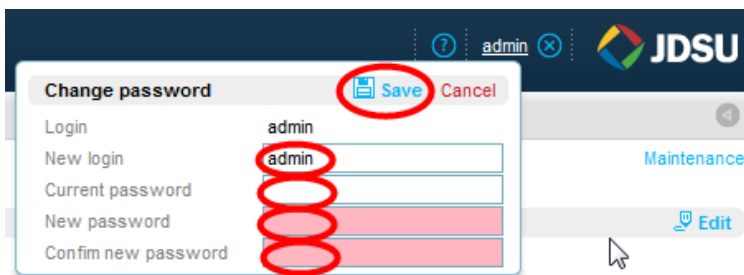 ? admin JDSU
Change password Save Cancel
Login admin
New login admin
Maintenance
Current password
New password
Edit
Confim new password